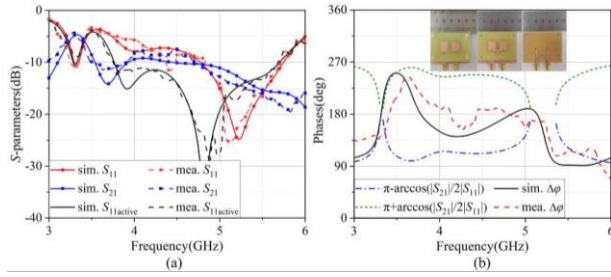 (a)
0
-10
-20
-30
-40
S-parameters(dB)
sim. S11
mea. S11
sim. S21
mea. S21
sim. S11active
mea. S11active
3 4 5 6
Frequency(GHz)
(a)
(b)
360
270
180
90
0
Phases(deg)
π-arccos(|S21|/2|S11|)
sim. Δφ
π+arccos(|S21|/2|S11|)
mea. Δφ
3 4 5 6
Frequency(GHz)
(b)